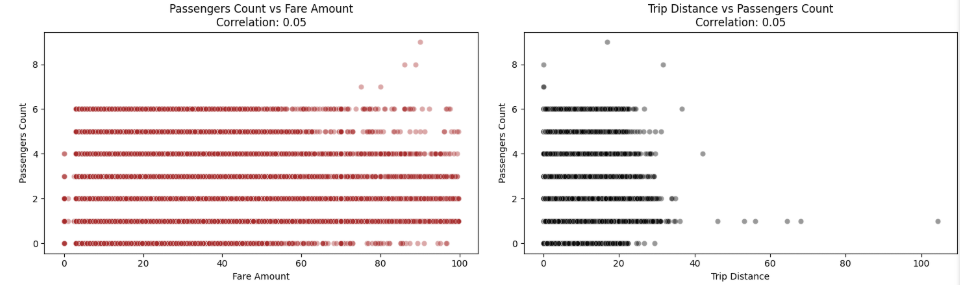 Passengers Count vs Fare Amount
Correlation: 0.05
Passengers Count
8
6
4
2
0
0 20 40 60 80 100
Fare Amount
Trip Distance vs Passengers Count
Correlation: 0.05
Passengers Count
8
6
4
2
0
0 20 40 60 80 100
Trip Distance